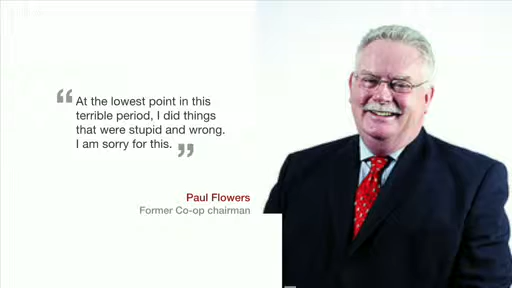 “ At the lowest point in this
terrible period, I did things
that were stupid and wrong.
I am sorry for this. ”
Paul Flowers
Former Co-op chairman